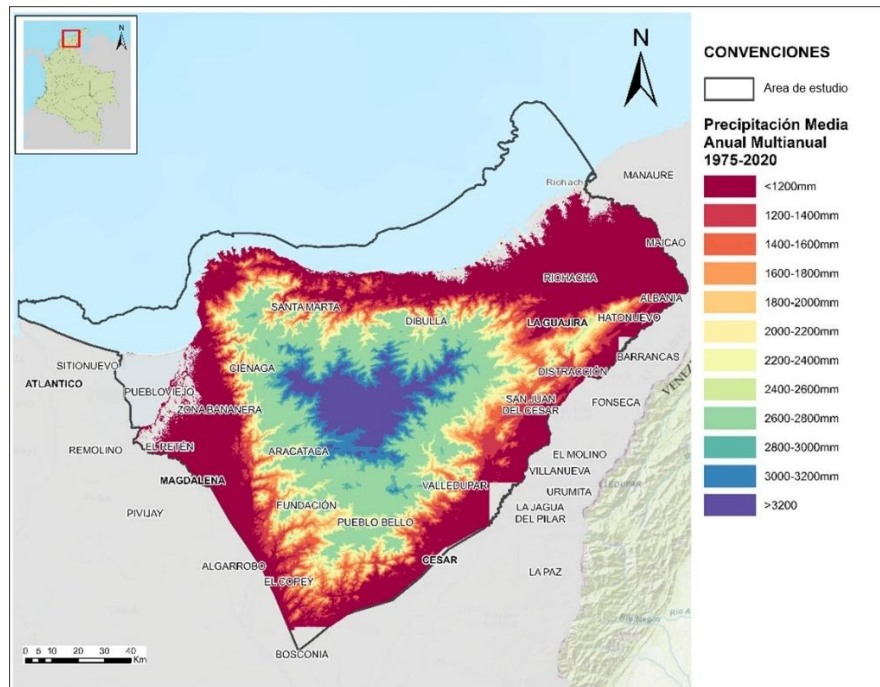 N
N
CONVENCIONES
Area de estudio
Precipitación Media
Anual Multianual
1975-2020
<1200mm
1200-1400mm
1400-1600mm
1600-1800mm
1800-2000mm
2000-2200mm
2200-2400mm
2400-2600mm
2600-2800mm
2800-3000mm
3000-3200mm
>3200
Riohach
MANAURE
MAICAO
RIOHACHA
ALBANIA
SANTA MARTA
DIBULLA
LA GUAJIRA
HATONUEVO
BARRANCAS
SITIONUEVO
CIÉNAGA
DISTRACCIÓN
ATLANTICO
PUEBLOVIEJO
ZONA BANANERA
SAN JUAN
DEL CESAR
FONSECA
REMOLINO
EL RETÉN
ARACATACA
EL MOLINO
VILLANUEVA
MAGDALENA
VALLEDUPAR
URUMITA
PIVIJAY
FUNDACIÓN
LA JAGUA
DEL PILAR
PUEBLO BELLO
ALGARROBO
CESAR
EL COPEY
LA PAZ
BOSCONIA
0 5 10 20 30 40
Km